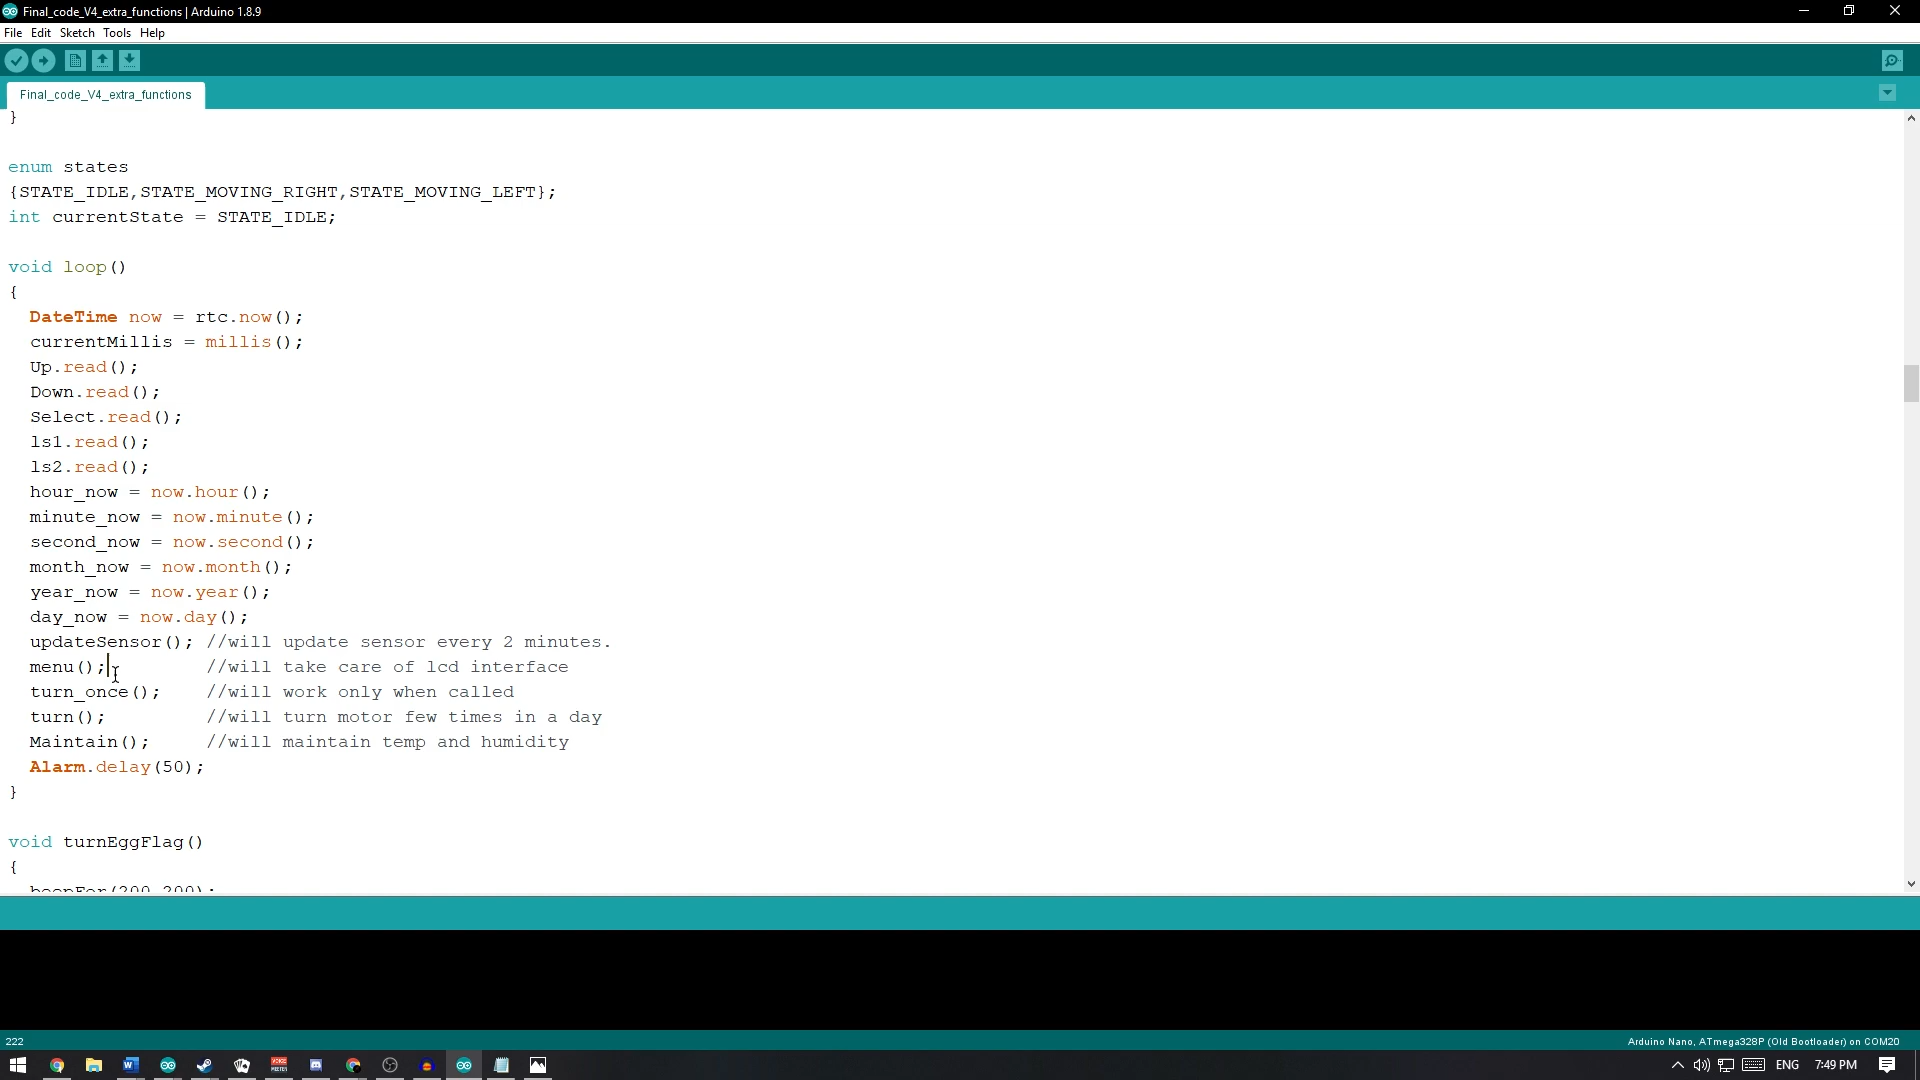 Final_code_V4_extra_functions | Arduino 1.8.9
File Edit Sketch Tools Help
Final_code_V4_extra_functions
}
enum states
{STATE_IDLE,STATE_MOVING_RIGHT,STATE_MOVING_LEFT};
int currentState = STATE_IDLE;
void loop()
{
DateTime now = rtc.now();
currentMillis = millis();
Up.read();
Down.read();
Select.read();
ls1.read();
ls2.read();
hour_now = now.hour();
minute_now = now.minute();
second_now = now.second();
month_now = now.month();
year_now = now.year();
day_now = now.day();
updateSensor(); //will update sensor every 2 minutes.
menu(); //will take care of lcd interface
turn_once(); //will work only when called
turn(); //will turn motor few times in a day
Maintain(); //will maintain temp and humidity
Alarm.delay(50);
}
void turnEggFlag()
{
beepFor(200,200);
222
Arduino Nano, ATmega328P (Old Bootloader) on COM20
ENG 7:49 PM